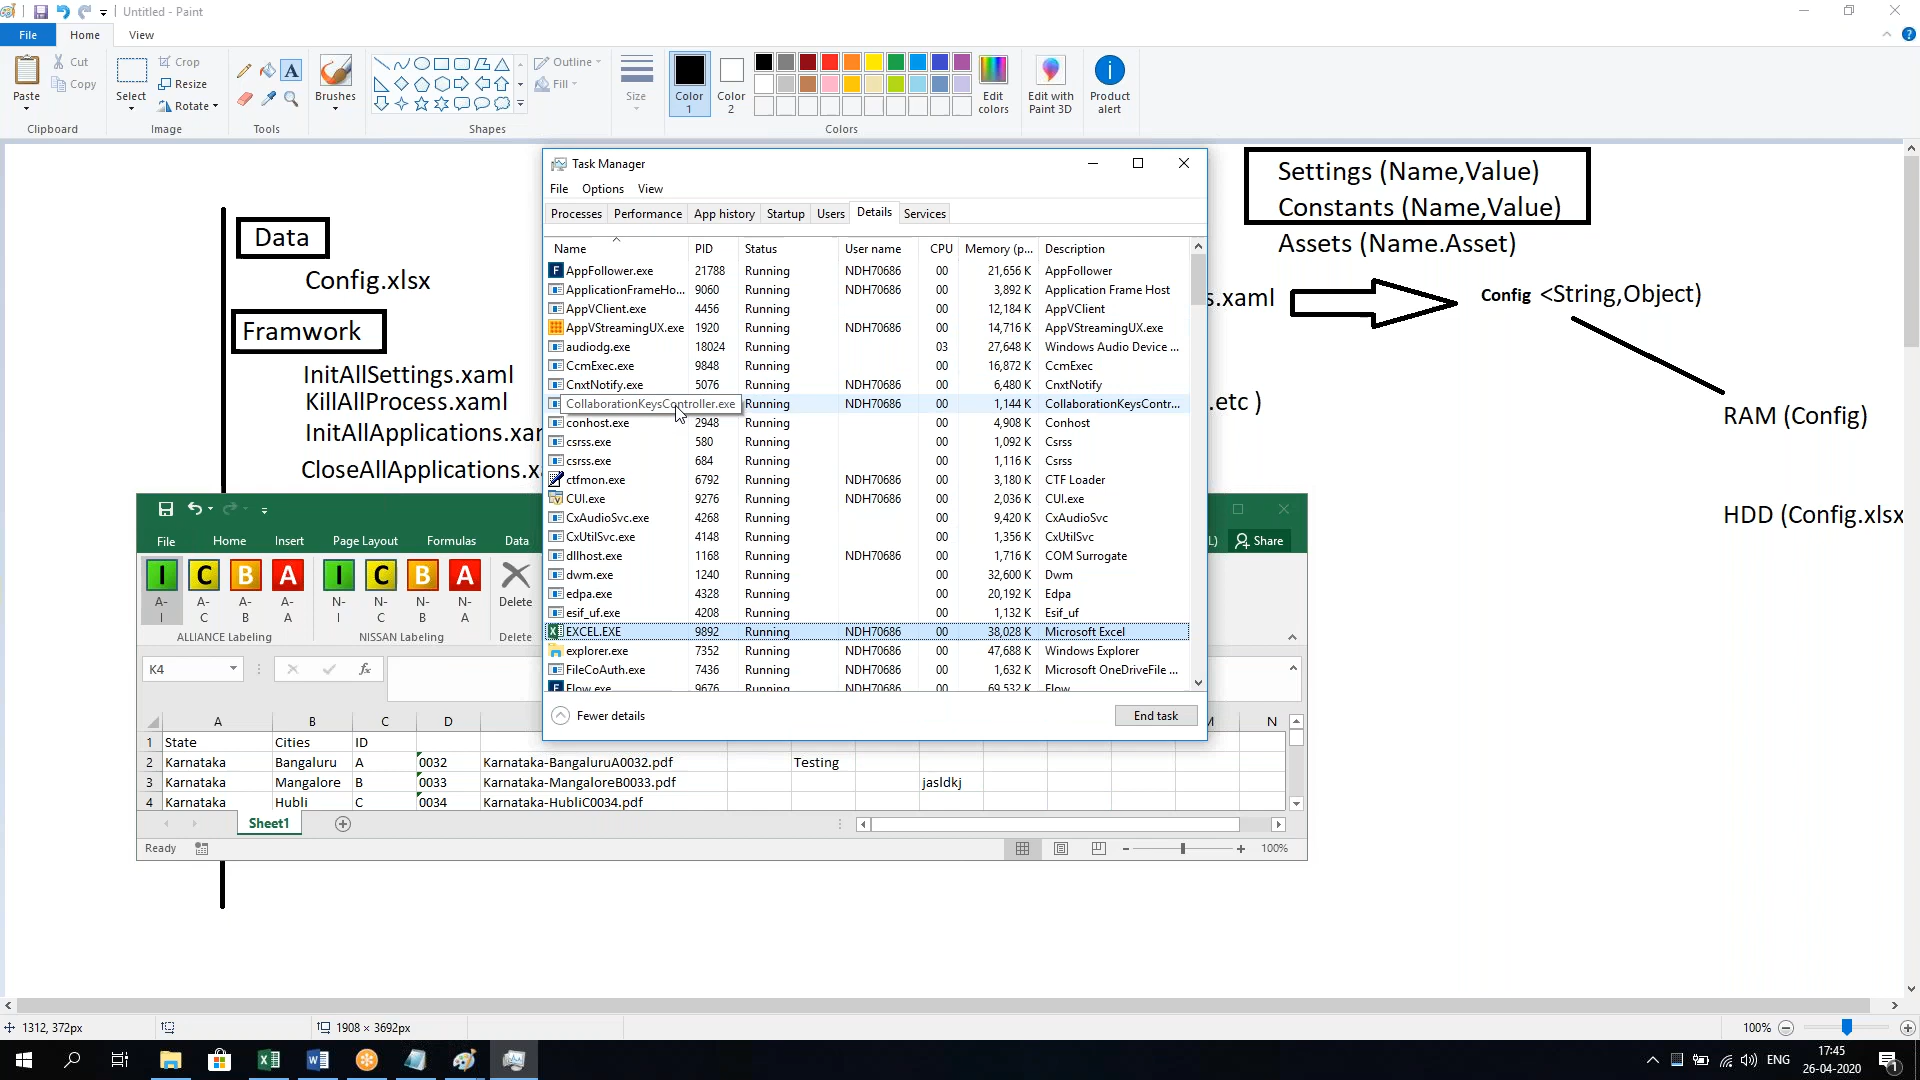 Untitled - Paint
File
Home
View
Paste
Cut
Copy
Clipboard
Select
Crop
Resize
Rotate
Image
A
Tools
Brushes
Outline
Fill
Shapes
Size
Color 1
Color 2
Edit colors
Colors
Edit with Paint 3D
Product alert
Data
Config.xlsx
Framwork
InitAllSettings.xaml
KillAllProcess.xaml
InitAllApplications.xa
CloseAllApplications.x
Settings (Name,Value)
Constants (Name,Value)
Assets (Name.Asset)
s.xaml
Config <String,Object)
.etc )
RAM (Config)
HDD (Config.xlsx
Task Manager
File Options View
Processes Performance App history Startup Users Details Services
Name PID Status User name CPU Memory (p... Description
AppFollower.exe 21788 Running NDH70686 00 21,656 K AppFollower
ApplicationFrameHo... 9060 Running NDH70686 00 3,892 K Application Frame Host
AppVClient.exe 4456 Running 00 12,184 K AppVClient
AppVStreamingUX.exe 1920 Running NDH70686 00 14,716 K AppVStreamingUX.exe
audiodg.exe 18024 Running 03 27,648 K Windows Audio Device ...
CcmExec.exe 9848 Running 00 16,872 K CcmExec
CnxtNotify.exe 5076 Running NDH70686 00 6,480 K CnxtNotify
CollaborationKeysController.exe Running NDH70686 00 1,144 K CollaborationKeysContr...
conhost.exe 2948 Running 00 4,908 K Conhost
csrss.exe 580 Running 00 1,092 K Csrss
csrss.exe 684 Running 00 1,116 K Csrss
ctfmon.exe 6792 Running NDH70686 00 3,180 K CTF Loader
CUI.exe 9276 Running NDH70686 00 2,036 K CUI.exe
CxAudioSvc.exe 4268 Running 00 9,420 K CxAudioSvc
CxUtilSvc.exe 4148 Running 00 1,356 K CxUtilSvc
dllhost.exe 1168 Running NDH70686 00 1,716 K COM Surrogate
dwm.exe 1240 Running 00 32,600 K Dwm
edpa.exe 4328 Running 00 20,192 K Edpa
esif_uf.exe 4208 Running 00 1,132 K Esif_uf
EXCEL.EXE 9892 Running NDH70686 00 38,028 K Microsoft Excel
explorer.exe 7352 Running NDH70686 00 47,688 K Windows Explorer
FileCoAuth.exe 7436 Running NDH70686 00 1,632 K Microsoft OneDriveFile ...
Flow.exe 9676 Running NDH70686 00 69,532 K Flow
Fewer details
End task
File Home Insert Page Layout Formulas Data
L) Share
I C B A I C B A
A-I A-C A-B A-A N-I N-C N-B N-A Delete
ALLIANCE Labeling NISSAN Labeling Delete
K4 fx
A B C D M N
1 State Cities ID
2 Karnataka Bangaluru A 0032 Karnataka-BangaluruA0032.pdf Testing
3 Karnataka Mangalore B 0033 Karnataka-MangaloreB0033.pdf jasldkj
4 Karnataka Hubli C 0034 Karnataka-HubliC0034.pdf
Sheet1
Ready
100%
1312, 372px
1908 × 3692px
100%
ENG
17:45
26-04-2020
1